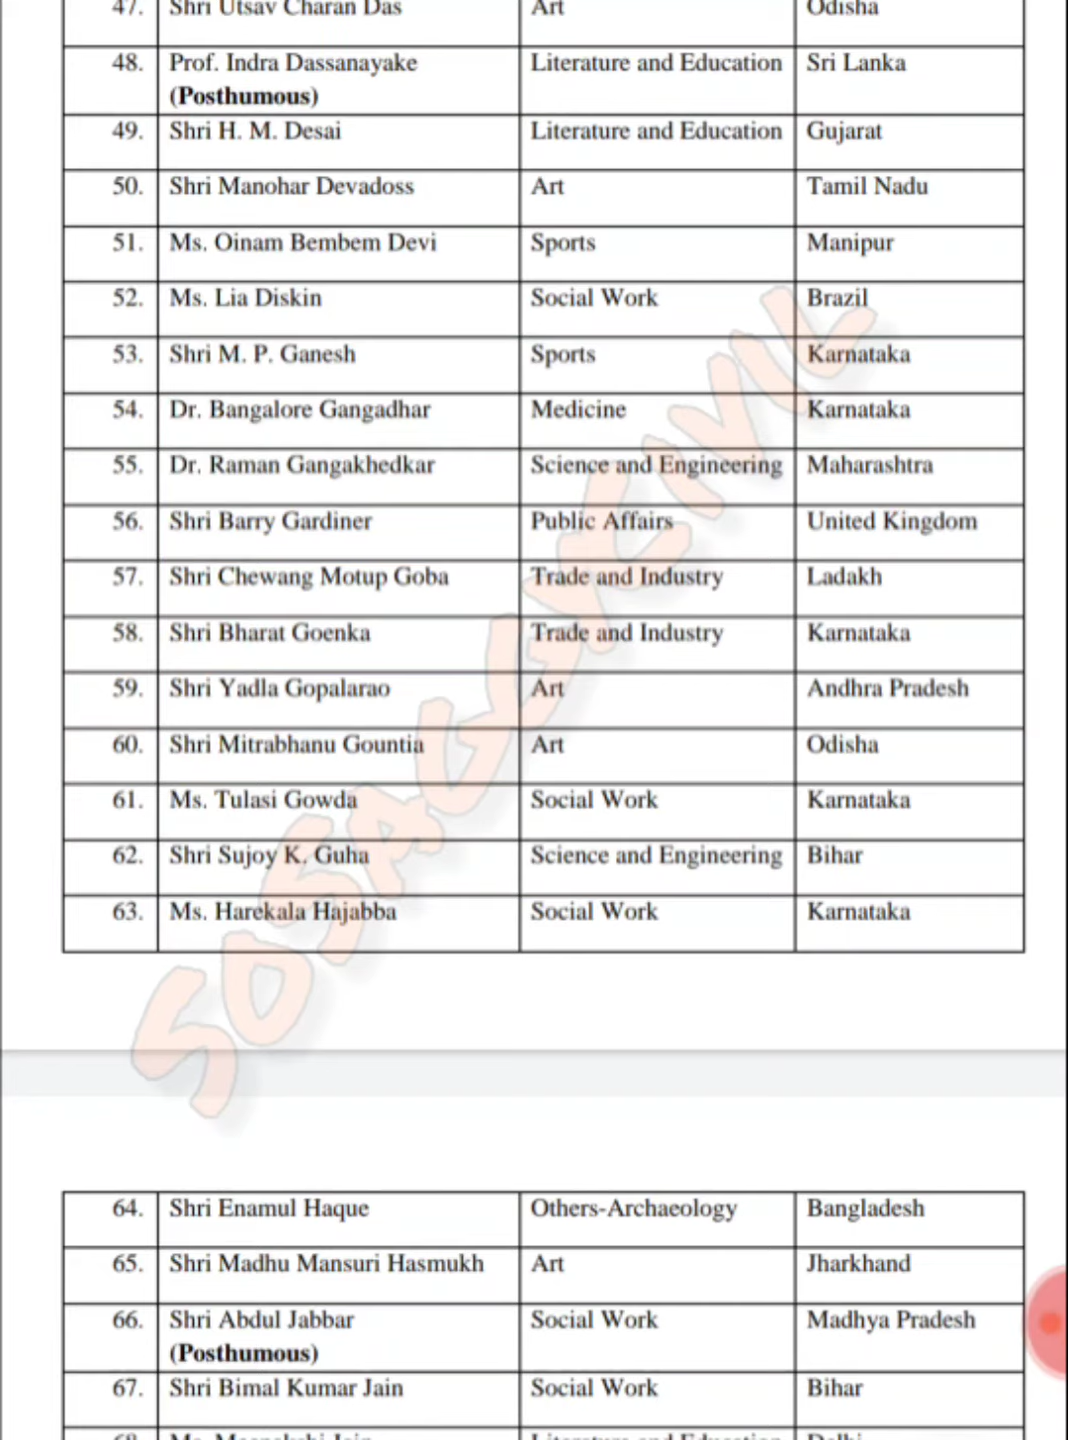 47. Shri Utsav Charan Das Art Odisha
48. Prof. Indra Dassanayake Literature and Education Sri Lanka
(Posthumous)
49. Shri H. M. Desai Literature and Education Gujarat
50. Shri Manohar Devadoss Art Tamil Nadu
51. Ms. Oinam Bembem Devi Sports Manipur
52. Ms. Lia Diskin Social Work Brazil
53. Shri M. P. Ganesh Sports Karnataka
54. Dr. Bangalore Gangadhar Medicine Karnataka
55. Dr. Raman Gangakhedkar Science and Engineering Maharashtra
56. Shri Barry Gardiner Public Affairs United Kingdom
57. Shri Chewang Motup Goba Trade and Industry Ladakh
58. Shri Bharat Goenka Trade and Industry Karnataka
59. Shri Yadla Gopalarao Art Andhra Pradesh
60. Shri Mitrabhanu Gountia Art Odisha
61. Ms. Tulasi Gowda Social Work Karnataka
62. Shri Sujoy K. Guha Science and Engineering Bihar
63. Ms. Harekala Hajabba Social Work Karnataka
64. Shri Enamul Haque Others-Archaeology Bangladesh
65. Shri Madhu Mansuri Hasmukh Art Jharkhand
66. Shri Abdul Jabbar Social Work Madhya Pradesh
(Posthumous)
67. Shri Bimal Kumar Jain Social Work Bihar
68. Ms. Meenakshi Jain Literature and Education Delhi